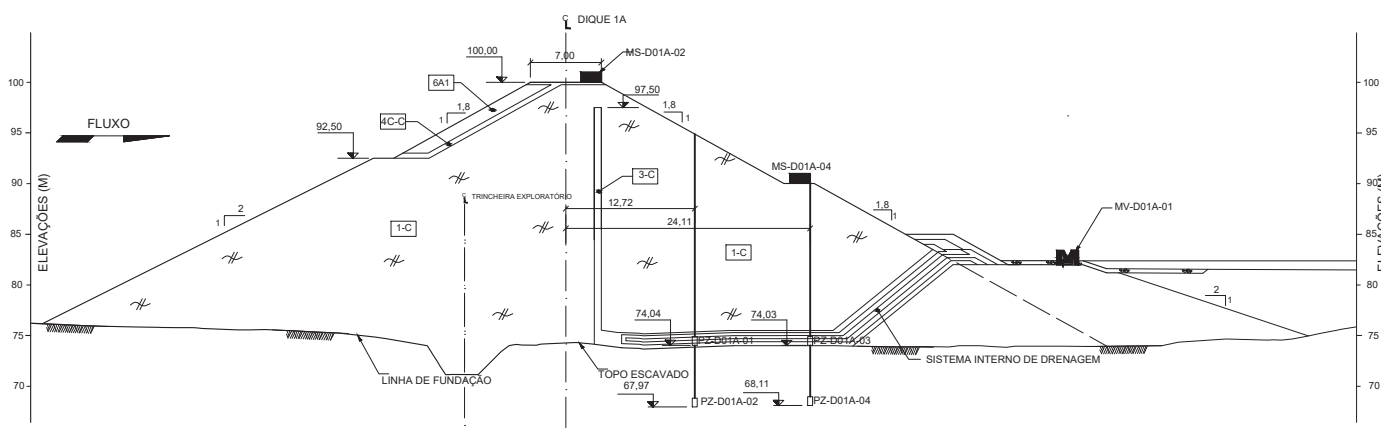 C
L DIQUE 1A
100,00
7,00
MS-D01A-02
6A1
1,8
1
97,50
1,8
1
4C-C
92,50
FLUXO
ELEVAÇÕES (M)
100
95
90
85
80
75
70
2
1
C
L TRINCHEIRA EXPLORATÓRIO
1-C
3-C
12,72
24,11
1-C
MS-D01A-04
1,8
1
MV-D01A-01
M
2
1
74,04
74,03
PZ-D01A-01
PZ-D01A-03
SISTEMA INTERNO DE DRENAGEM
LINHA DE FUNDAÇÃO
TOPO ESCAVADO
67,97
68,11
PZ-D01A-02
PZ-D01A-04
100
95
90
85
80
75
70
ELEVAÇÕES (M)